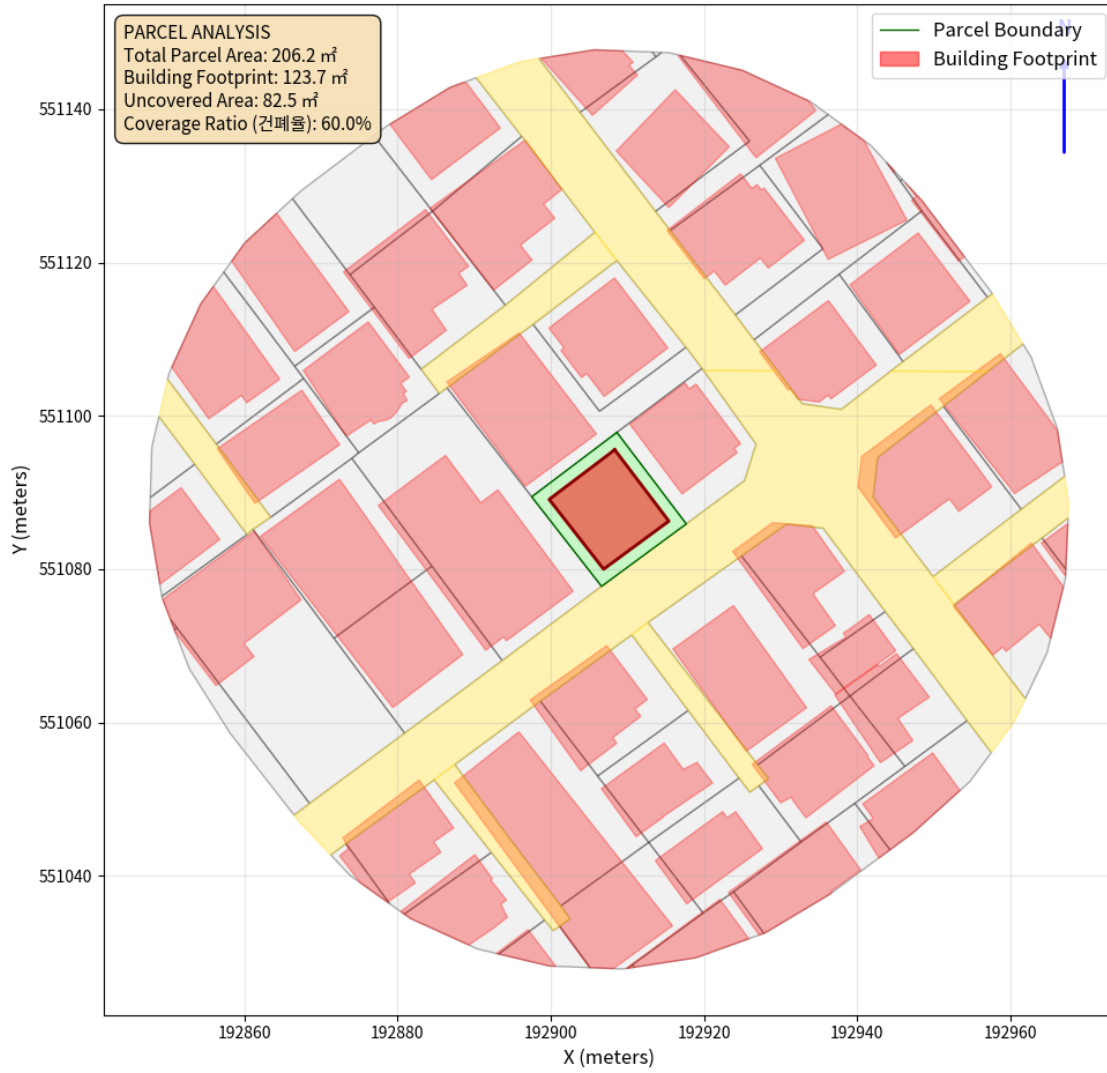 PARCEL ANALYSIS
Total Parcel Area: 206.2 ㎡
Building Footprint: 123.7 ㎡
Uncovered Area: 82.5 ㎡
Coverage Ratio (건폐율): 60.0%
Parcel Boundary
Building Footprint
N
551140
551120
551100
551080
551060
551040
Y (meters)
192860
192880
192900
192920
192940
192960
X (meters)